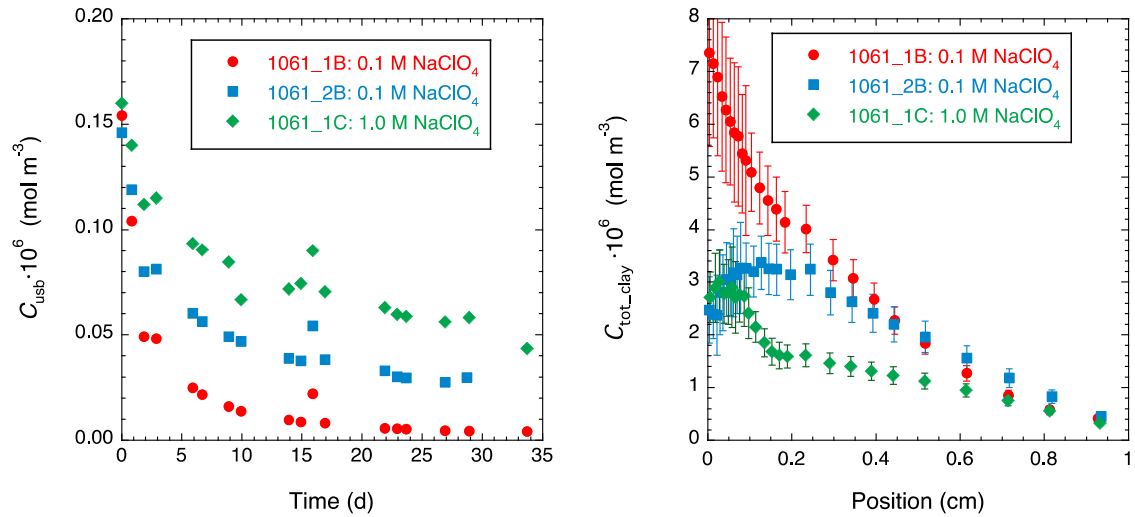 0.20
0.15
0.10
0.05
0.00
C_usb·10^6 (mol m^-3)
0 5 10 15 20 25 30 35
Time (d)
1061_1B: 0.1 M NaClO₄
1061_2B: 0.1 M NaClO₄
1061_1C: 1.0 M NaClO₄
8
7
6
5
4
3
2
1
0
C_tot_clay·10^6 (mol m^-3)
0 0.2 0.4 0.6 0.8 1
Position (cm)
1061_1B: 0.1 M NaClO₄
1061_2B: 0.1 M NaClO₄
1061_1C: 1.0 M NaClO₄